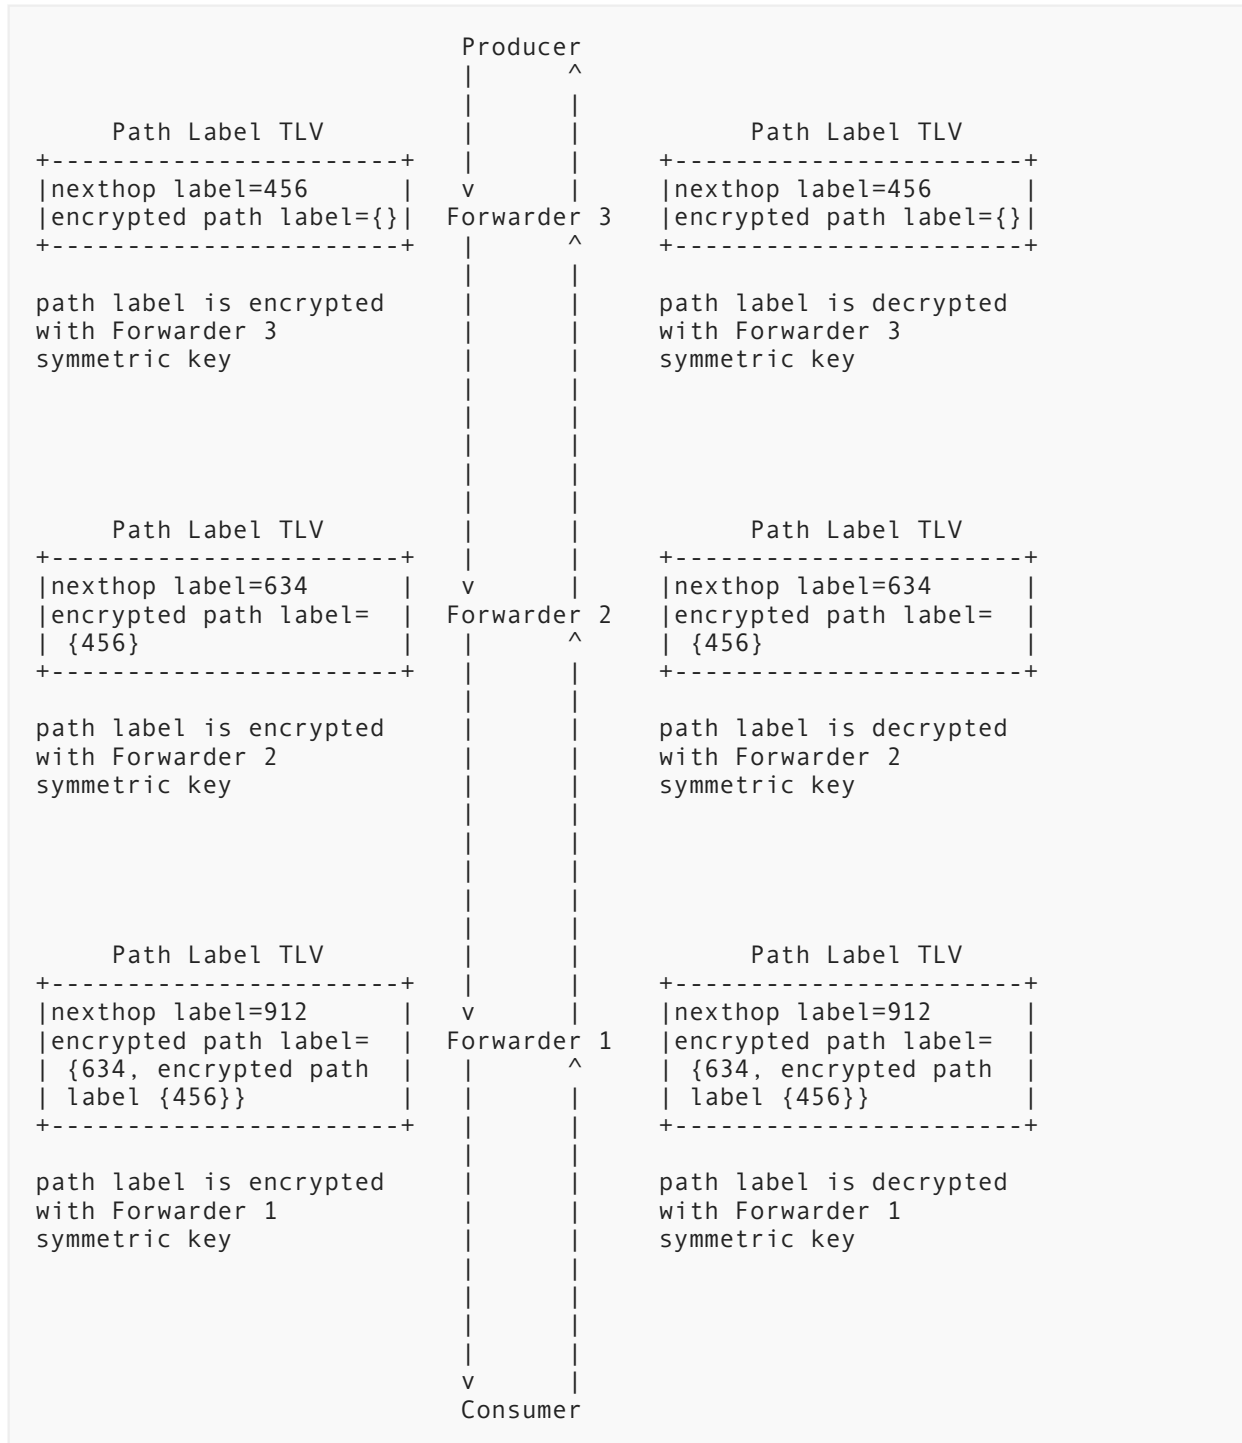 Producer
                            |      ^
                            |      |
     Path Label TLV         |      |           Path Label TLV
+-----------------------+   |      |     +-----------------------+
|nexthop label=456      |   v      |     |nexthop label=456      |
|encrypted path label={}|  Forwarder 3   |encrypted path label={}|
+-----------------------+   |      ^     +-----------------------+
                            |      |
path label is encrypted     |      |     path label is decrypted
with Forwarder 3            |      |     with Forwarder 3
symmetric key               |      |     symmetric key
                            |      |
                            |      |
                            |      |
                            |      |
                            |      |
     Path Label TLV         |      |           Path Label TLV
+-----------------------+   |      |     +-----------------------+
|nexthop label=634      |   v      |     |nexthop label=634      |
|encrypted path label=  |  Forwarder 2   |encrypted path label=  |
| {456}                 |   |      ^     | {456}                 |
+-----------------------+   |      |     +-----------------------+
                            |      |
path label is encrypted     |      |     path label is decrypted
with Forwarder 2            |      |     with Forwarder 2
symmetric key               |      |     symmetric key
                            |      |
                            |      |
                            |      |
                            |      |
                            |      |
     Path Label TLV         |      |           Path Label TLV
+-----------------------+   |      |     +-----------------------+
|nexthop label=912      |   v      |     |nexthop label=912      |
|encrypted path label=  |  Forwarder 1   |encrypted path label=  |
| {634, encrypted path  |   |      ^     | {634, encrypted path  |
| label {456}}          |   |      |     | label {456}}          |
+-----------------------+   |      |     +-----------------------+
                            |      |
path label is encrypted     |      |     path label is decrypted
with Forwarder 1            |      |     with Forwarder 1
symmetric key               |      |     symmetric key
                            |      |
                            |      |
                            |      |
                            |      |
                            v      |
                            Consumer